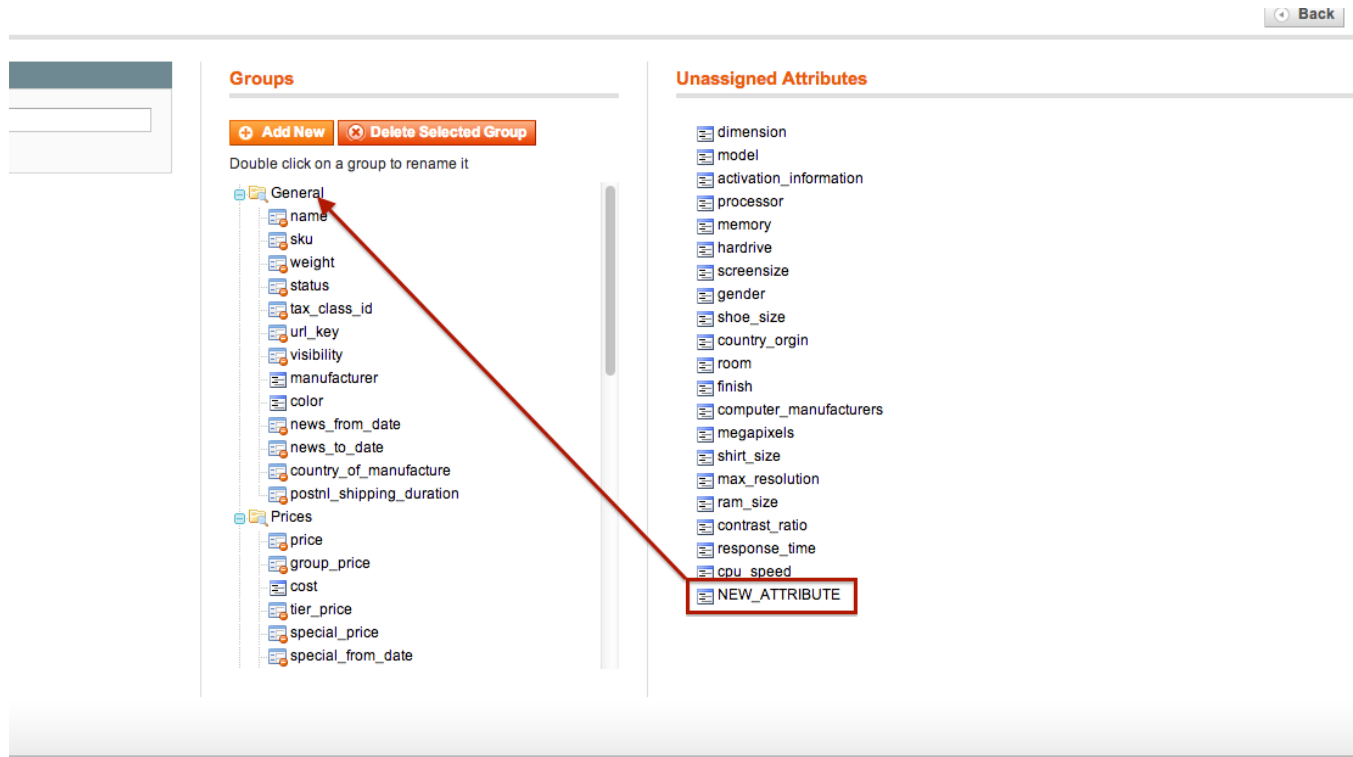 Back
Groups
Add New
Delete Selected Group
Double click on a group to rename it
General
name
sku
weight
status
tax_class_id
url_key
visibility
manufacturer
color
news_from_date
news_to_date
country_of_manufacture
postnl_shipping_duration
Prices
price
group_price
cost
tier_price
special_price
special_from_date
Unassigned Attributes
dimension
model
activation_information
processor
memory
hardrive
screensize
gender
shoe_size
country_orgin
room
finish
computer_manufacturers
megapixels
shirt_size
max_resolution
ram_size
contrast_ratio
response_time
cpu_speed
NEW_ATTRIBUTE